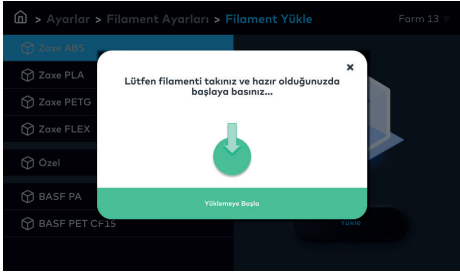 > Ayarlar > Filament Ayarları > Filament Yükle
Farm 13
Zaxe ABS
Zaxe PLA
Zaxe PETG
Zaxe FLEX
Özel
BASF PA
BASF PET CF15
×
Lütfen filamenti takınız ve hazır olduğunuzda
başlaya basınız...
Yüklemeye Başla
Yükle